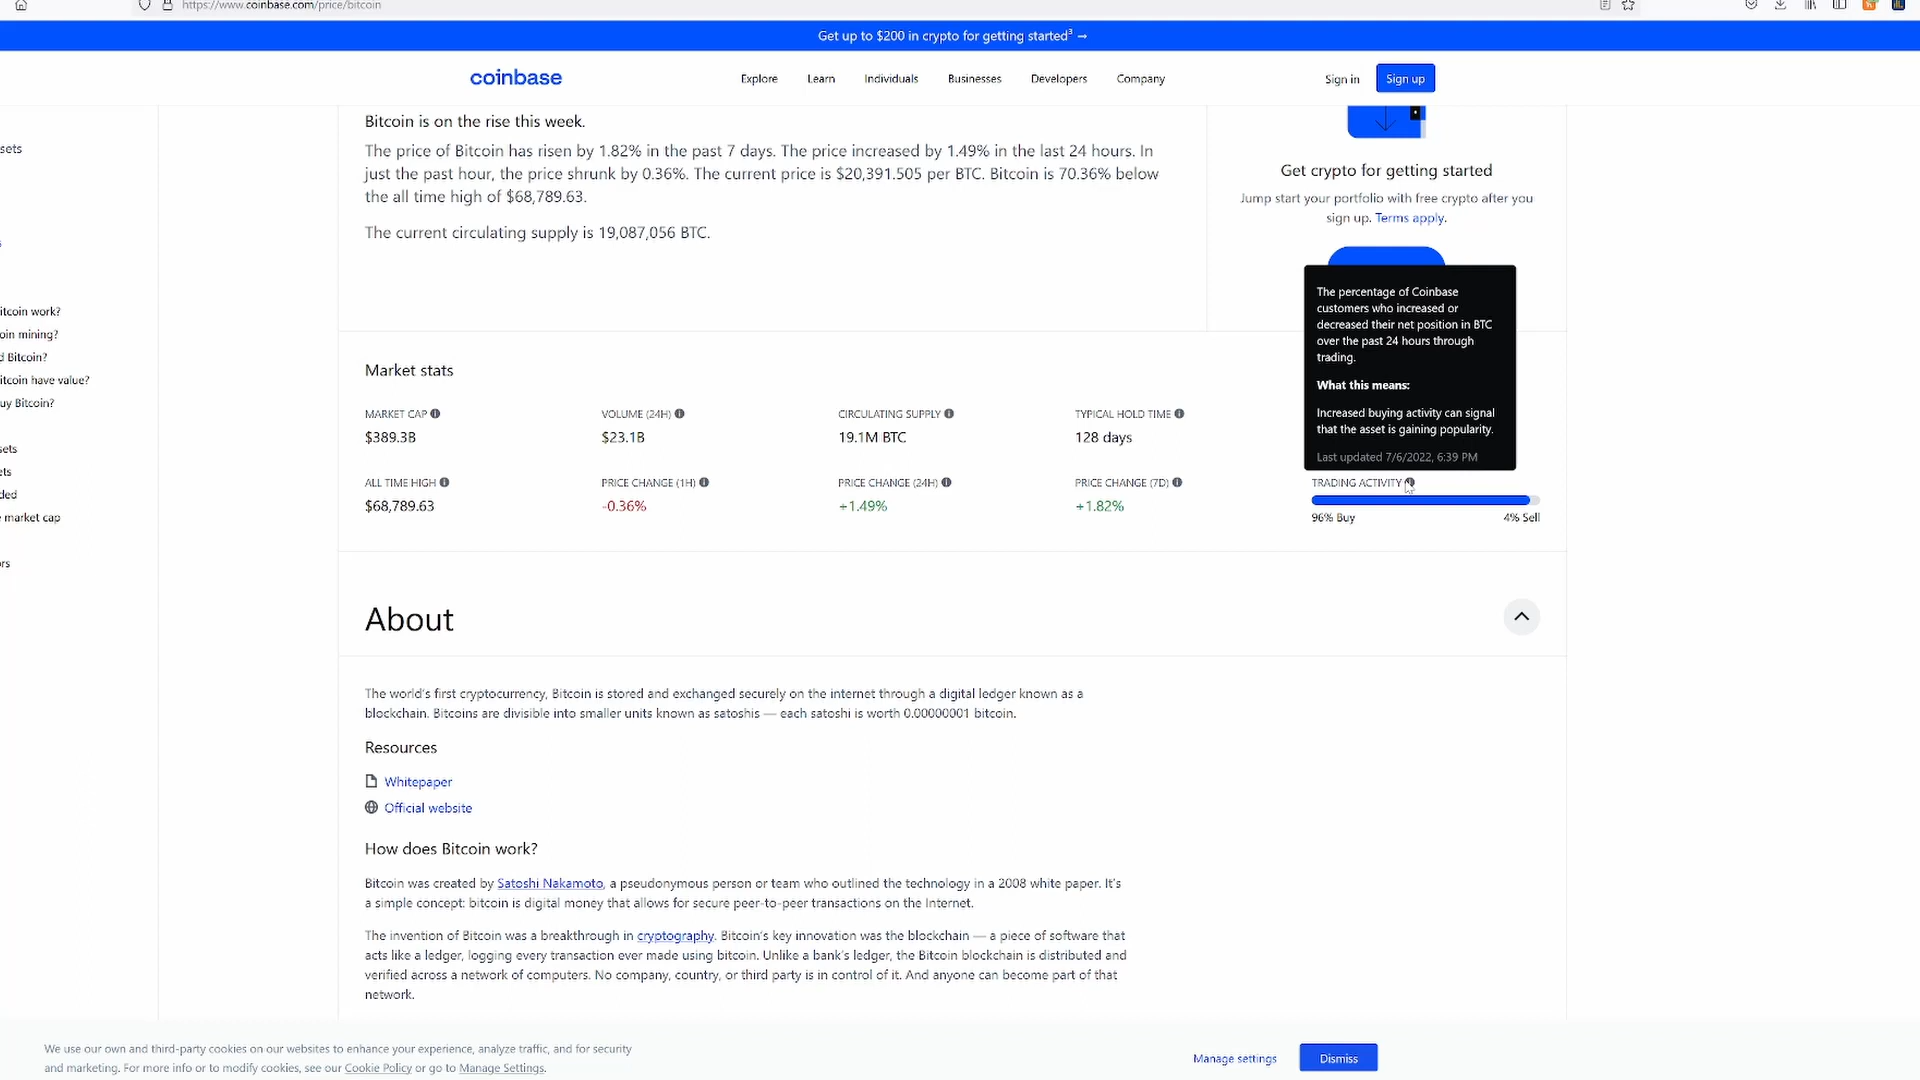 https://www.coinbase.com/price/bitcoin
Get up to $200 in crypto for getting started³ →
coinbase
Explore
Learn
Individuals
Businesses
Developers
Company
Sign in
Sign up
Bitcoin is on the rise this week.
The price of Bitcoin has risen by 1.82% in the past 7 days. The price increased by 1.49% in the last 24 hours. In
just the past hour, the price shrunk by 0.36%. The current price is $20,391.505 per BTC. Bitcoin is 70.36% below
the all time high of $68,789.63.
The current circulating supply is 19,087,056 BTC.
Get crypto for getting started
Jump start your portfolio with free crypto after you
sign up. Terms apply.
sets
itcoin work?
oin mining?
d Bitcoin?
itcoin have value?
uy Bitcoin?
sets
ets
ded
e market cap
ors
The percentage of Coinbase
customers who increased or
decreased their net position in BTC
over the past 24 hours through
trading.
What this means:
Increased buying activity can signal
that the asset is gaining popularity.
Last updated 7/6/2022, 6:39 PM
Market stats
MARKET CAP
$389.3B
VOLUME (24H)
$23.1B
CIRCULATING SUPPLY
19.1M BTC
TYPICAL HOLD TIME
128 days
ALL TIME HIGH
$68,789.63
PRICE CHANGE (1H)
-0.36%
PRICE CHANGE (24H)
+1.49%
PRICE CHANGE (7D)
+1.82%
TRADING ACTIVITY
96% Buy
4% Sell
About
The world's first cryptocurrency, Bitcoin is stored and exchanged securely on the internet through a digital ledger known as a
blockchain. Bitcoins are divisible into smaller units known as satoshis — each satoshi is worth 0.00000001 bitcoin.
Resources
Whitepaper
Official website
How does Bitcoin work?
Bitcoin was created by Satoshi Nakamoto, a pseudonymous person or team who outlined the technology in a 2008 white paper. It's
a simple concept: bitcoin is digital money that allows for secure peer-to-peer transactions on the Internet.
The invention of Bitcoin was a breakthrough in cryptography. Bitcoin's key innovation was the blockchain — a piece of software that
acts like a ledger, logging every transaction ever made using bitcoin. Unlike a bank's ledger, the Bitcoin blockchain is distributed and
verified across a network of computers. No company, country, or third party is in control of it. And anyone can become part of that
network.
We use our own and third-party cookies on our websites to enhance your experience, analyze traffic, and for security
and marketing. For more info or to modify cookies, see our Cookie Policy or go to Manage Settings.
Manage settings
Dismiss